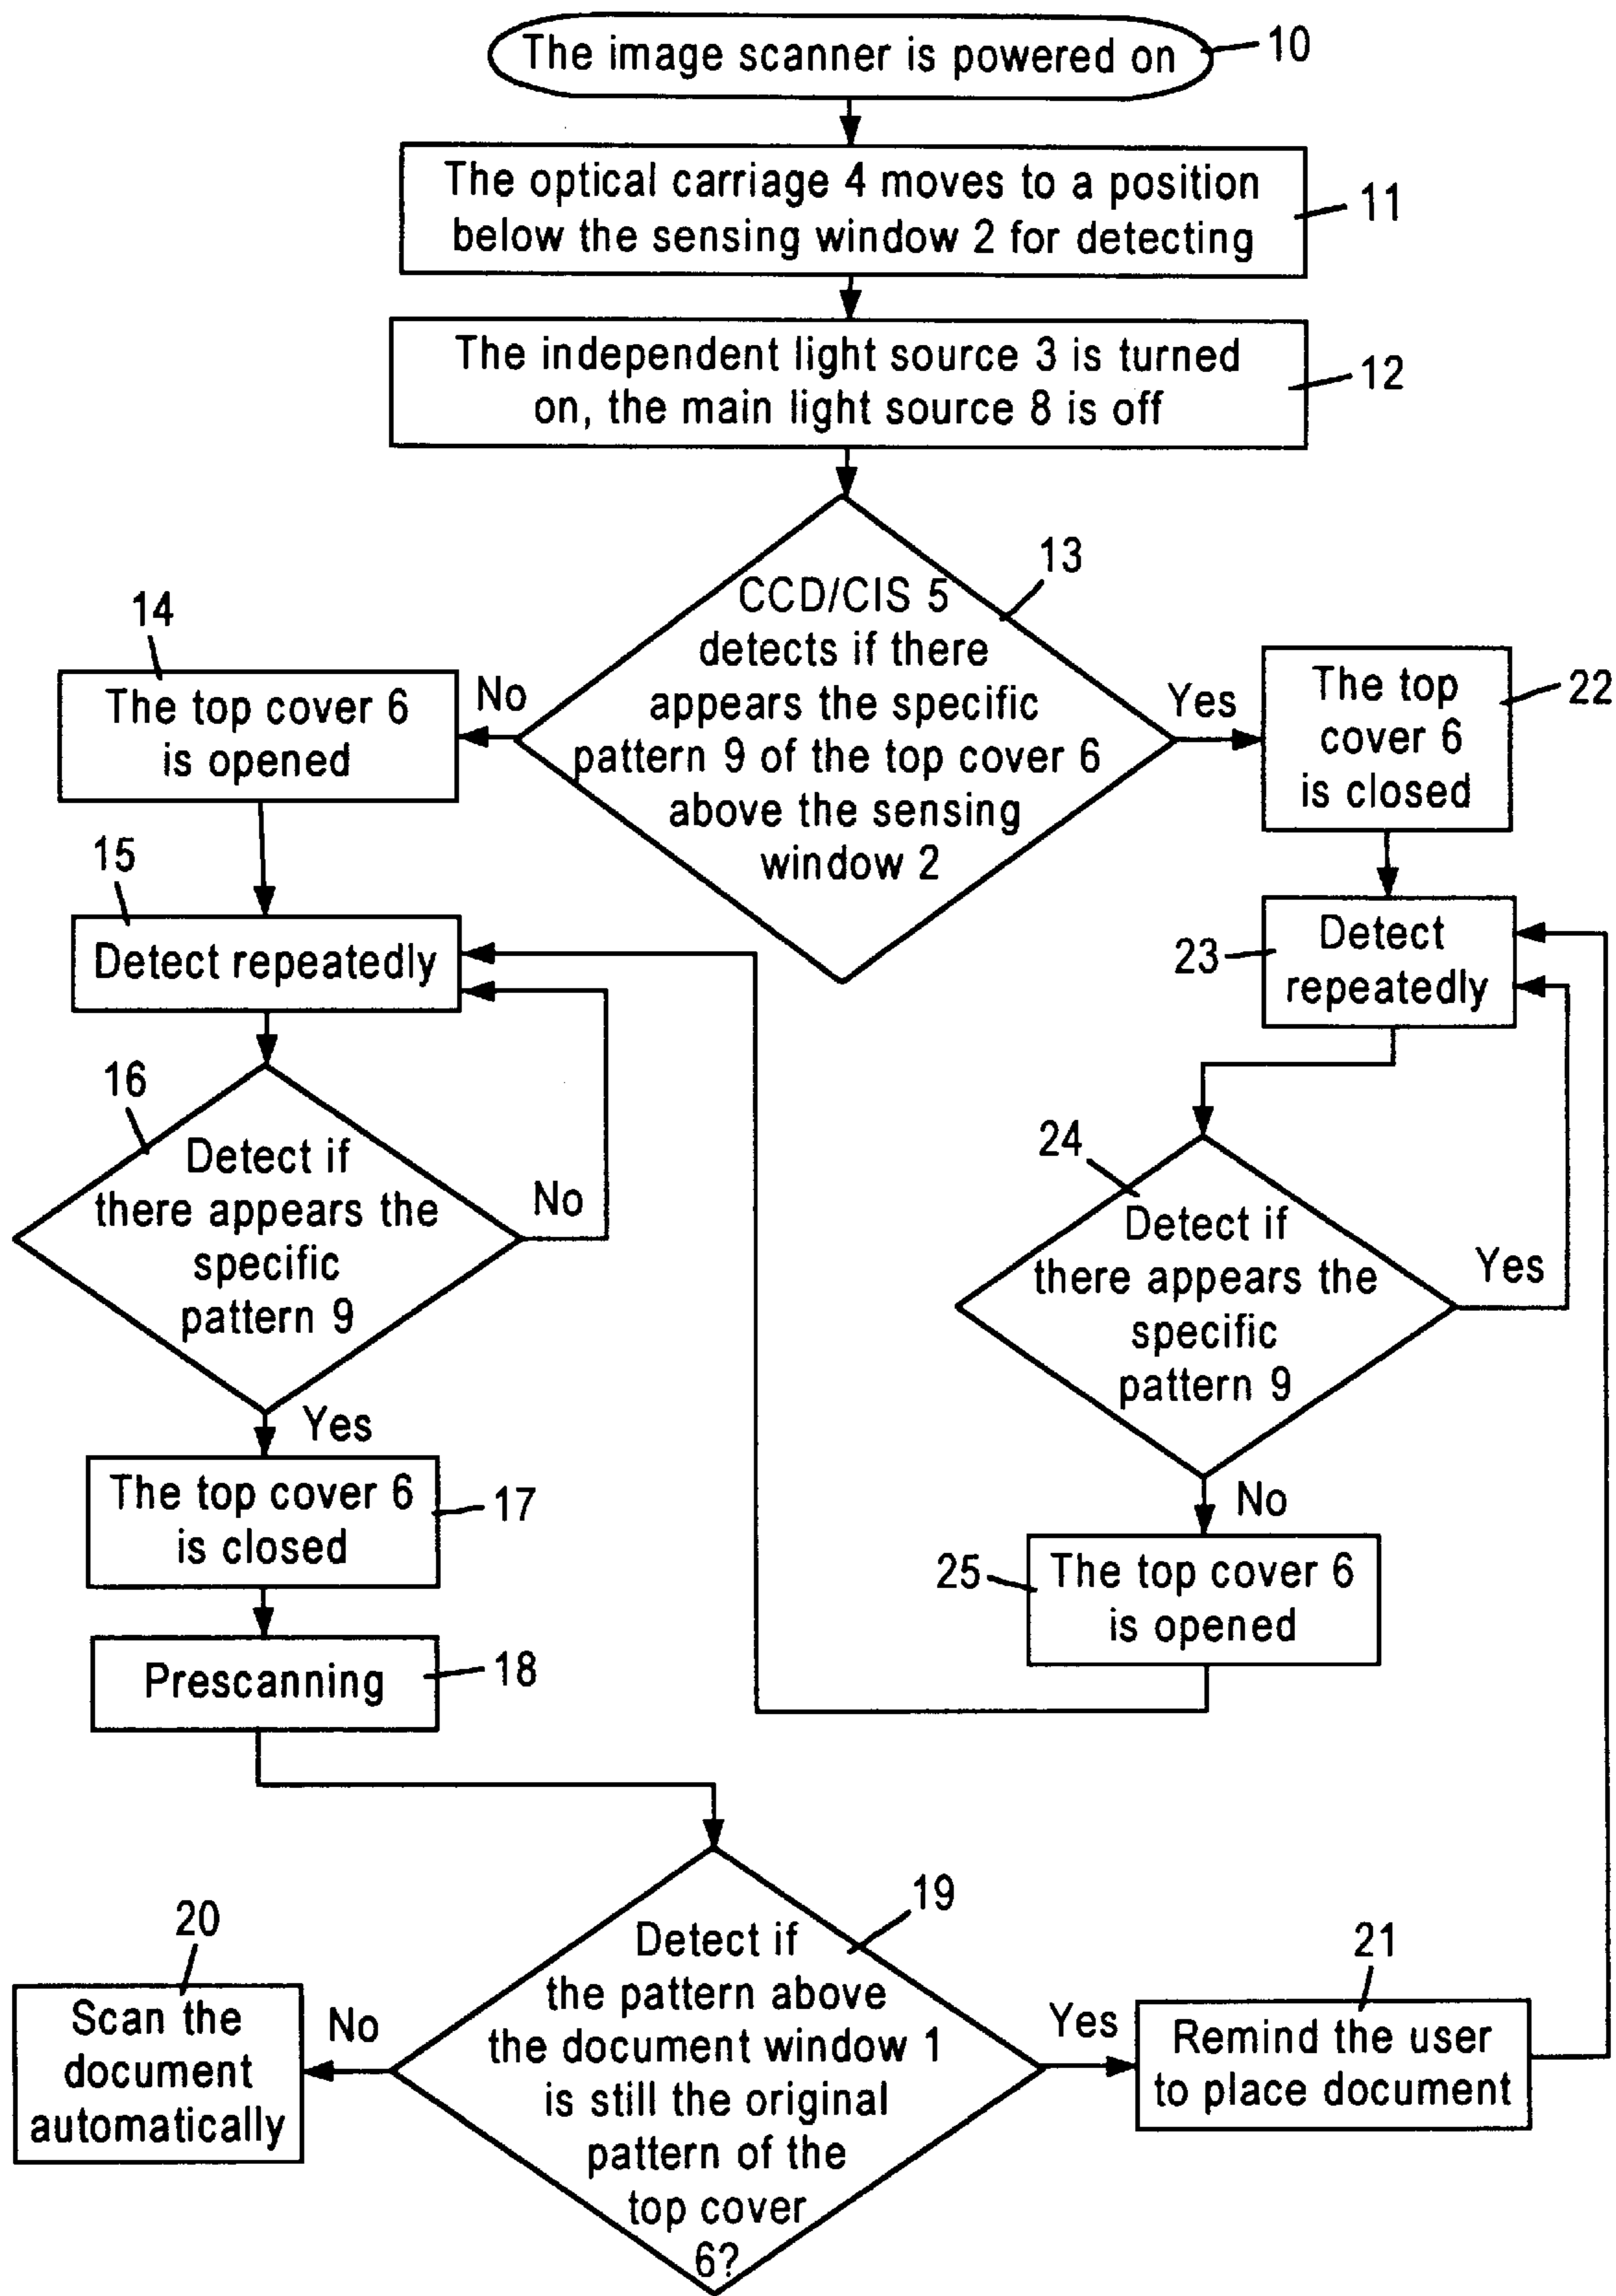 The image scanner is powered on
10
The optical carriage 4 moves to a position
below the sensing window 2 for detecting
11
The independent light source 3 is turned
on, the main light source 8 is off
12
13
CCD/CIS 5
detects if there
appears the specific
pattern 9 of the top cover 6
above the sensing
window 2
No
Yes
14
The top cover 6
is opened
22
The top
cover 6
is closed
15
Detect repeatedly
23
Detect
repeatedly
16
Detect if
there appears the
specific
pattern 9
No
Yes
24
Detect if
there appears the
specific
pattern 9
Yes
No
17
The top cover 6
is closed
25
The top cover 6
is opened
18
Prescanning
19
Detect if
the pattern above
the document window 1
is still the original
pattern of the
top cover
6?
No
Yes
20
Scan the
document
automatically
21
Remind the user
to place document